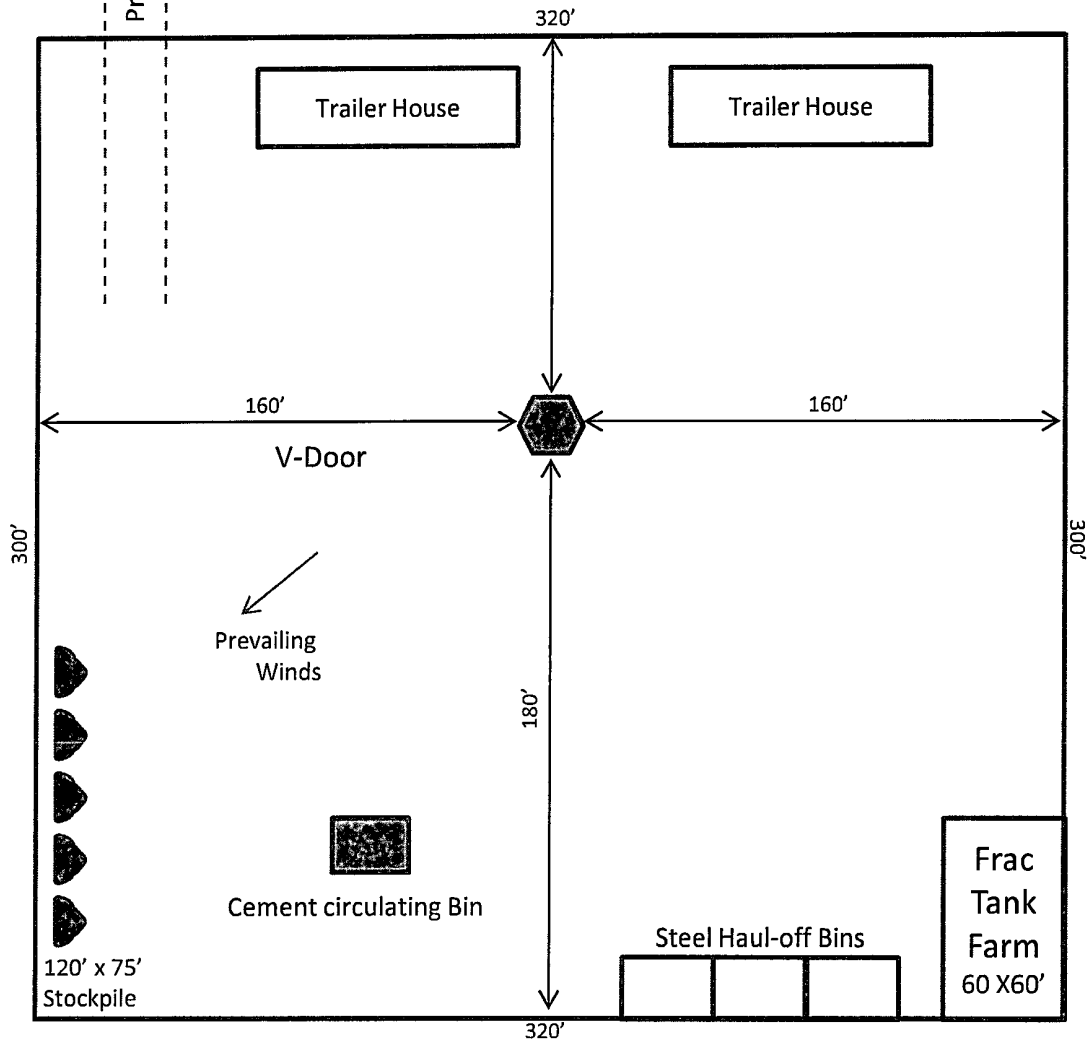 320'
Trailer House
Trailer House
160'
160'
V-Door
300'
300'
Prevailing
Winds
180'
Cement circulating Bin
Frac
Tank
Farm
60 X60'
Steel Haul-off Bins
120' x 75'
Stockpile
320'